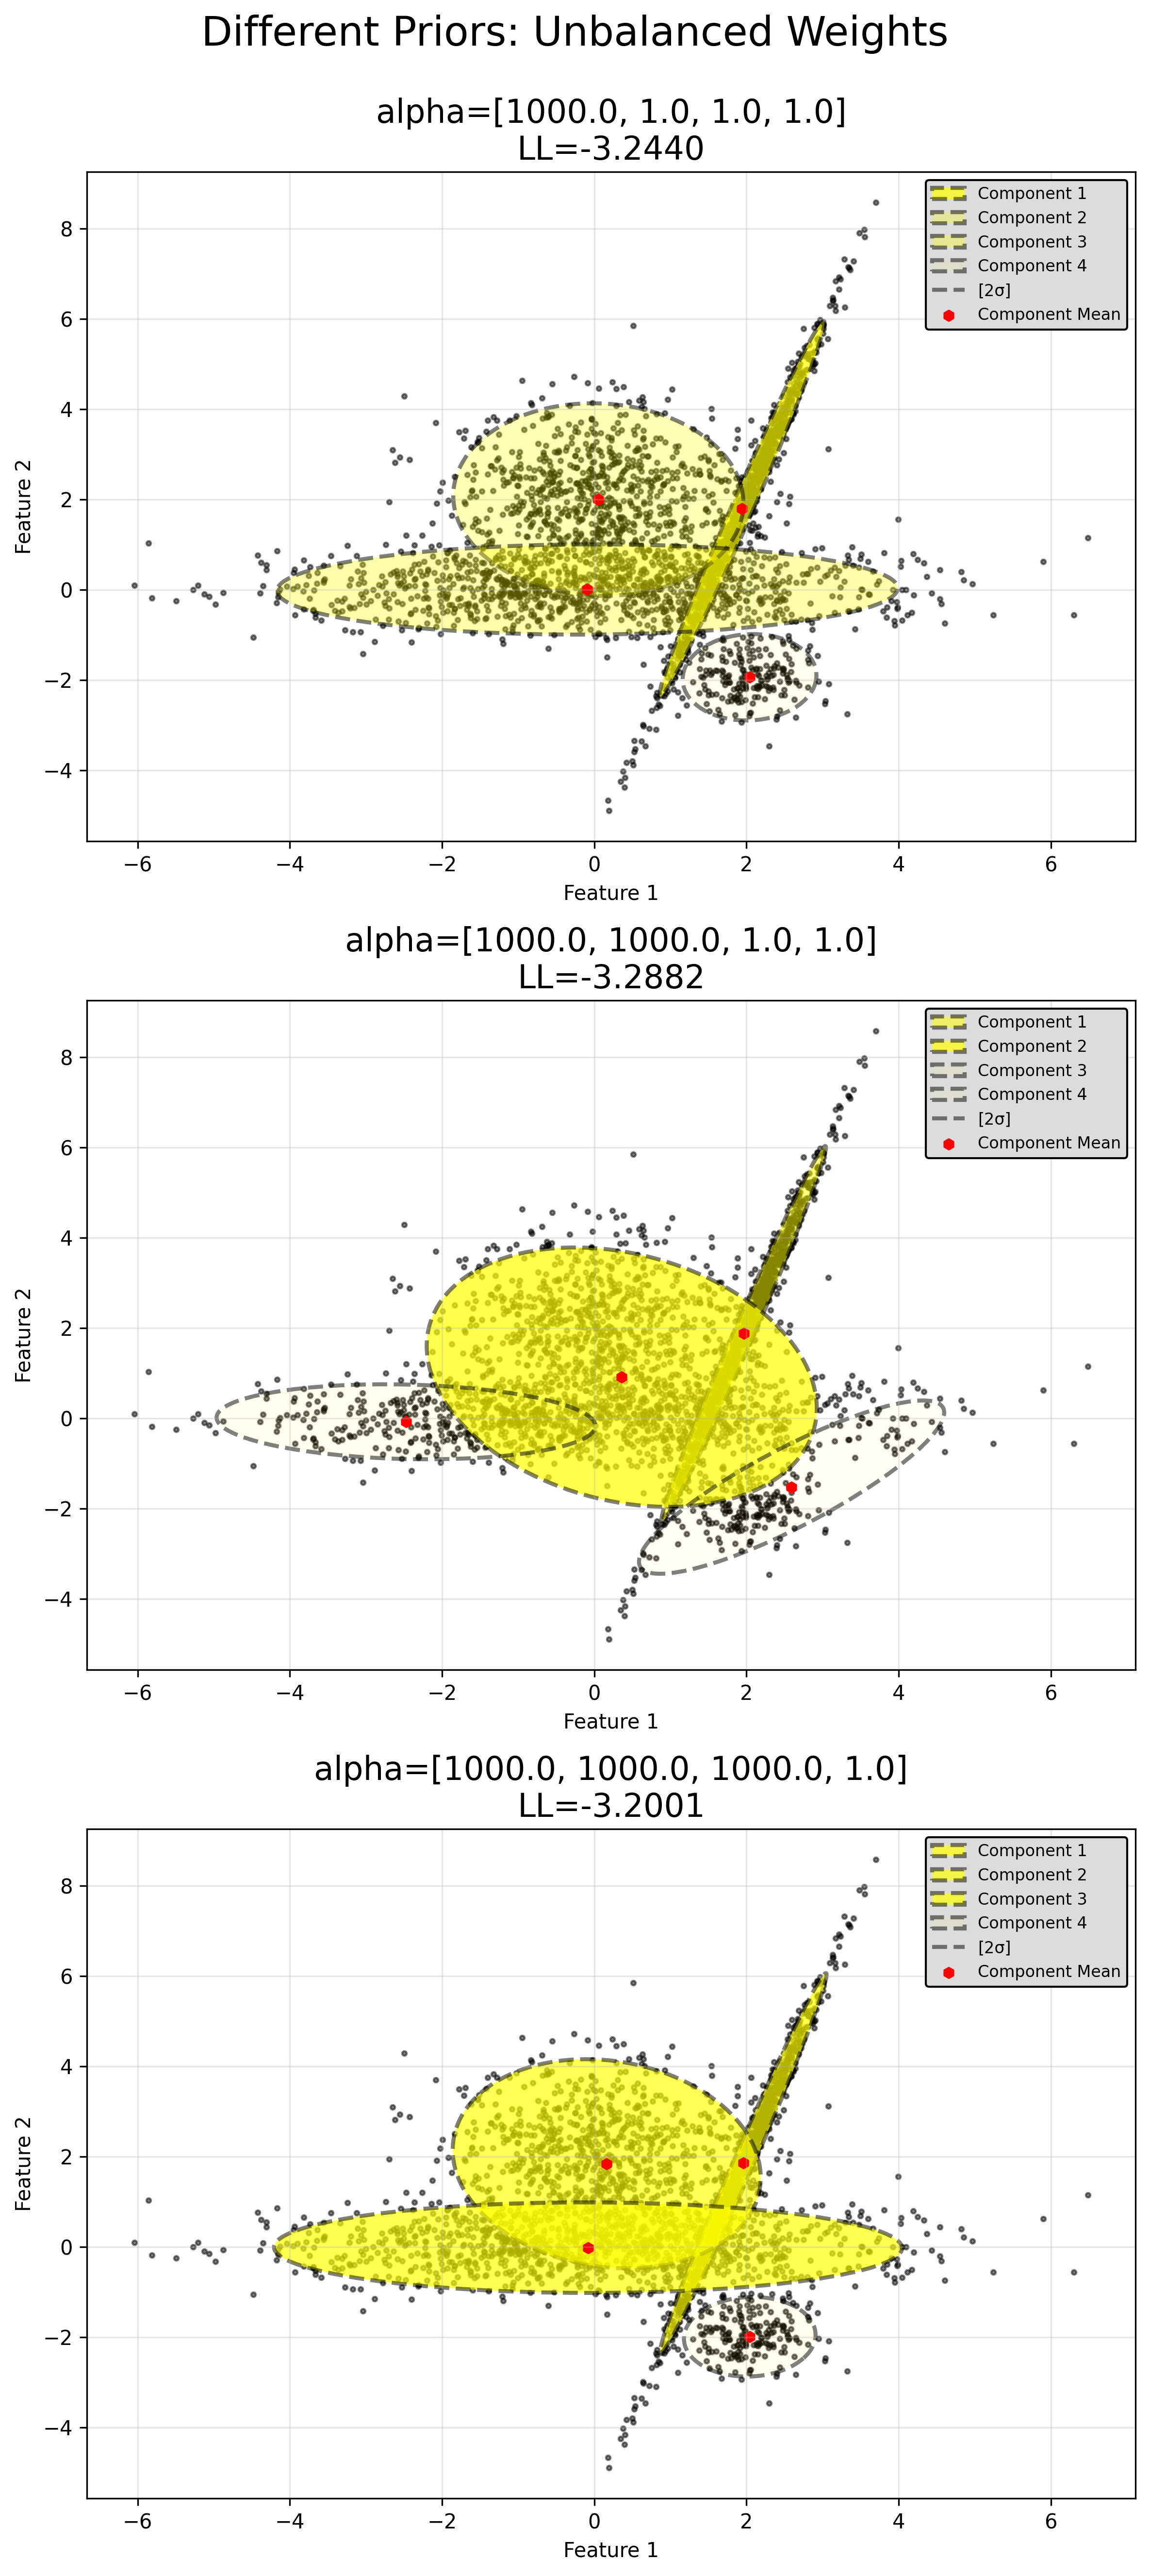 Different Priors: Unbalanced Weights
alpha=[1000.0, 1.0, 1.0, 1.0]
LL=-3.2440
Component 1
Component 2
Component 3
Component 4
[2σ]
Component Mean
8
6
4
2
0
−2
−4
Feature 2
−6
−4
−2
0
2
4
6
Feature 1
alpha=[1000.0, 1000.0, 1.0, 1.0]
LL=-3.2882
Component 1
Component 2
Component 3
Component 4
[2σ]
Component Mean
8
6
4
2
0
−2
−4
Feature 2
−6
−4
−2
0
2
4
6
Feature 1
alpha=[1000.0, 1000.0, 1000.0, 1.0]
LL=-3.2001
Component 1
Component 2
Component 3
Component 4
[2σ]
Component Mean
8
6
4
2
0
−2
−4
Feature 2
−6
−4
−2
0
2
4
6
Feature 1